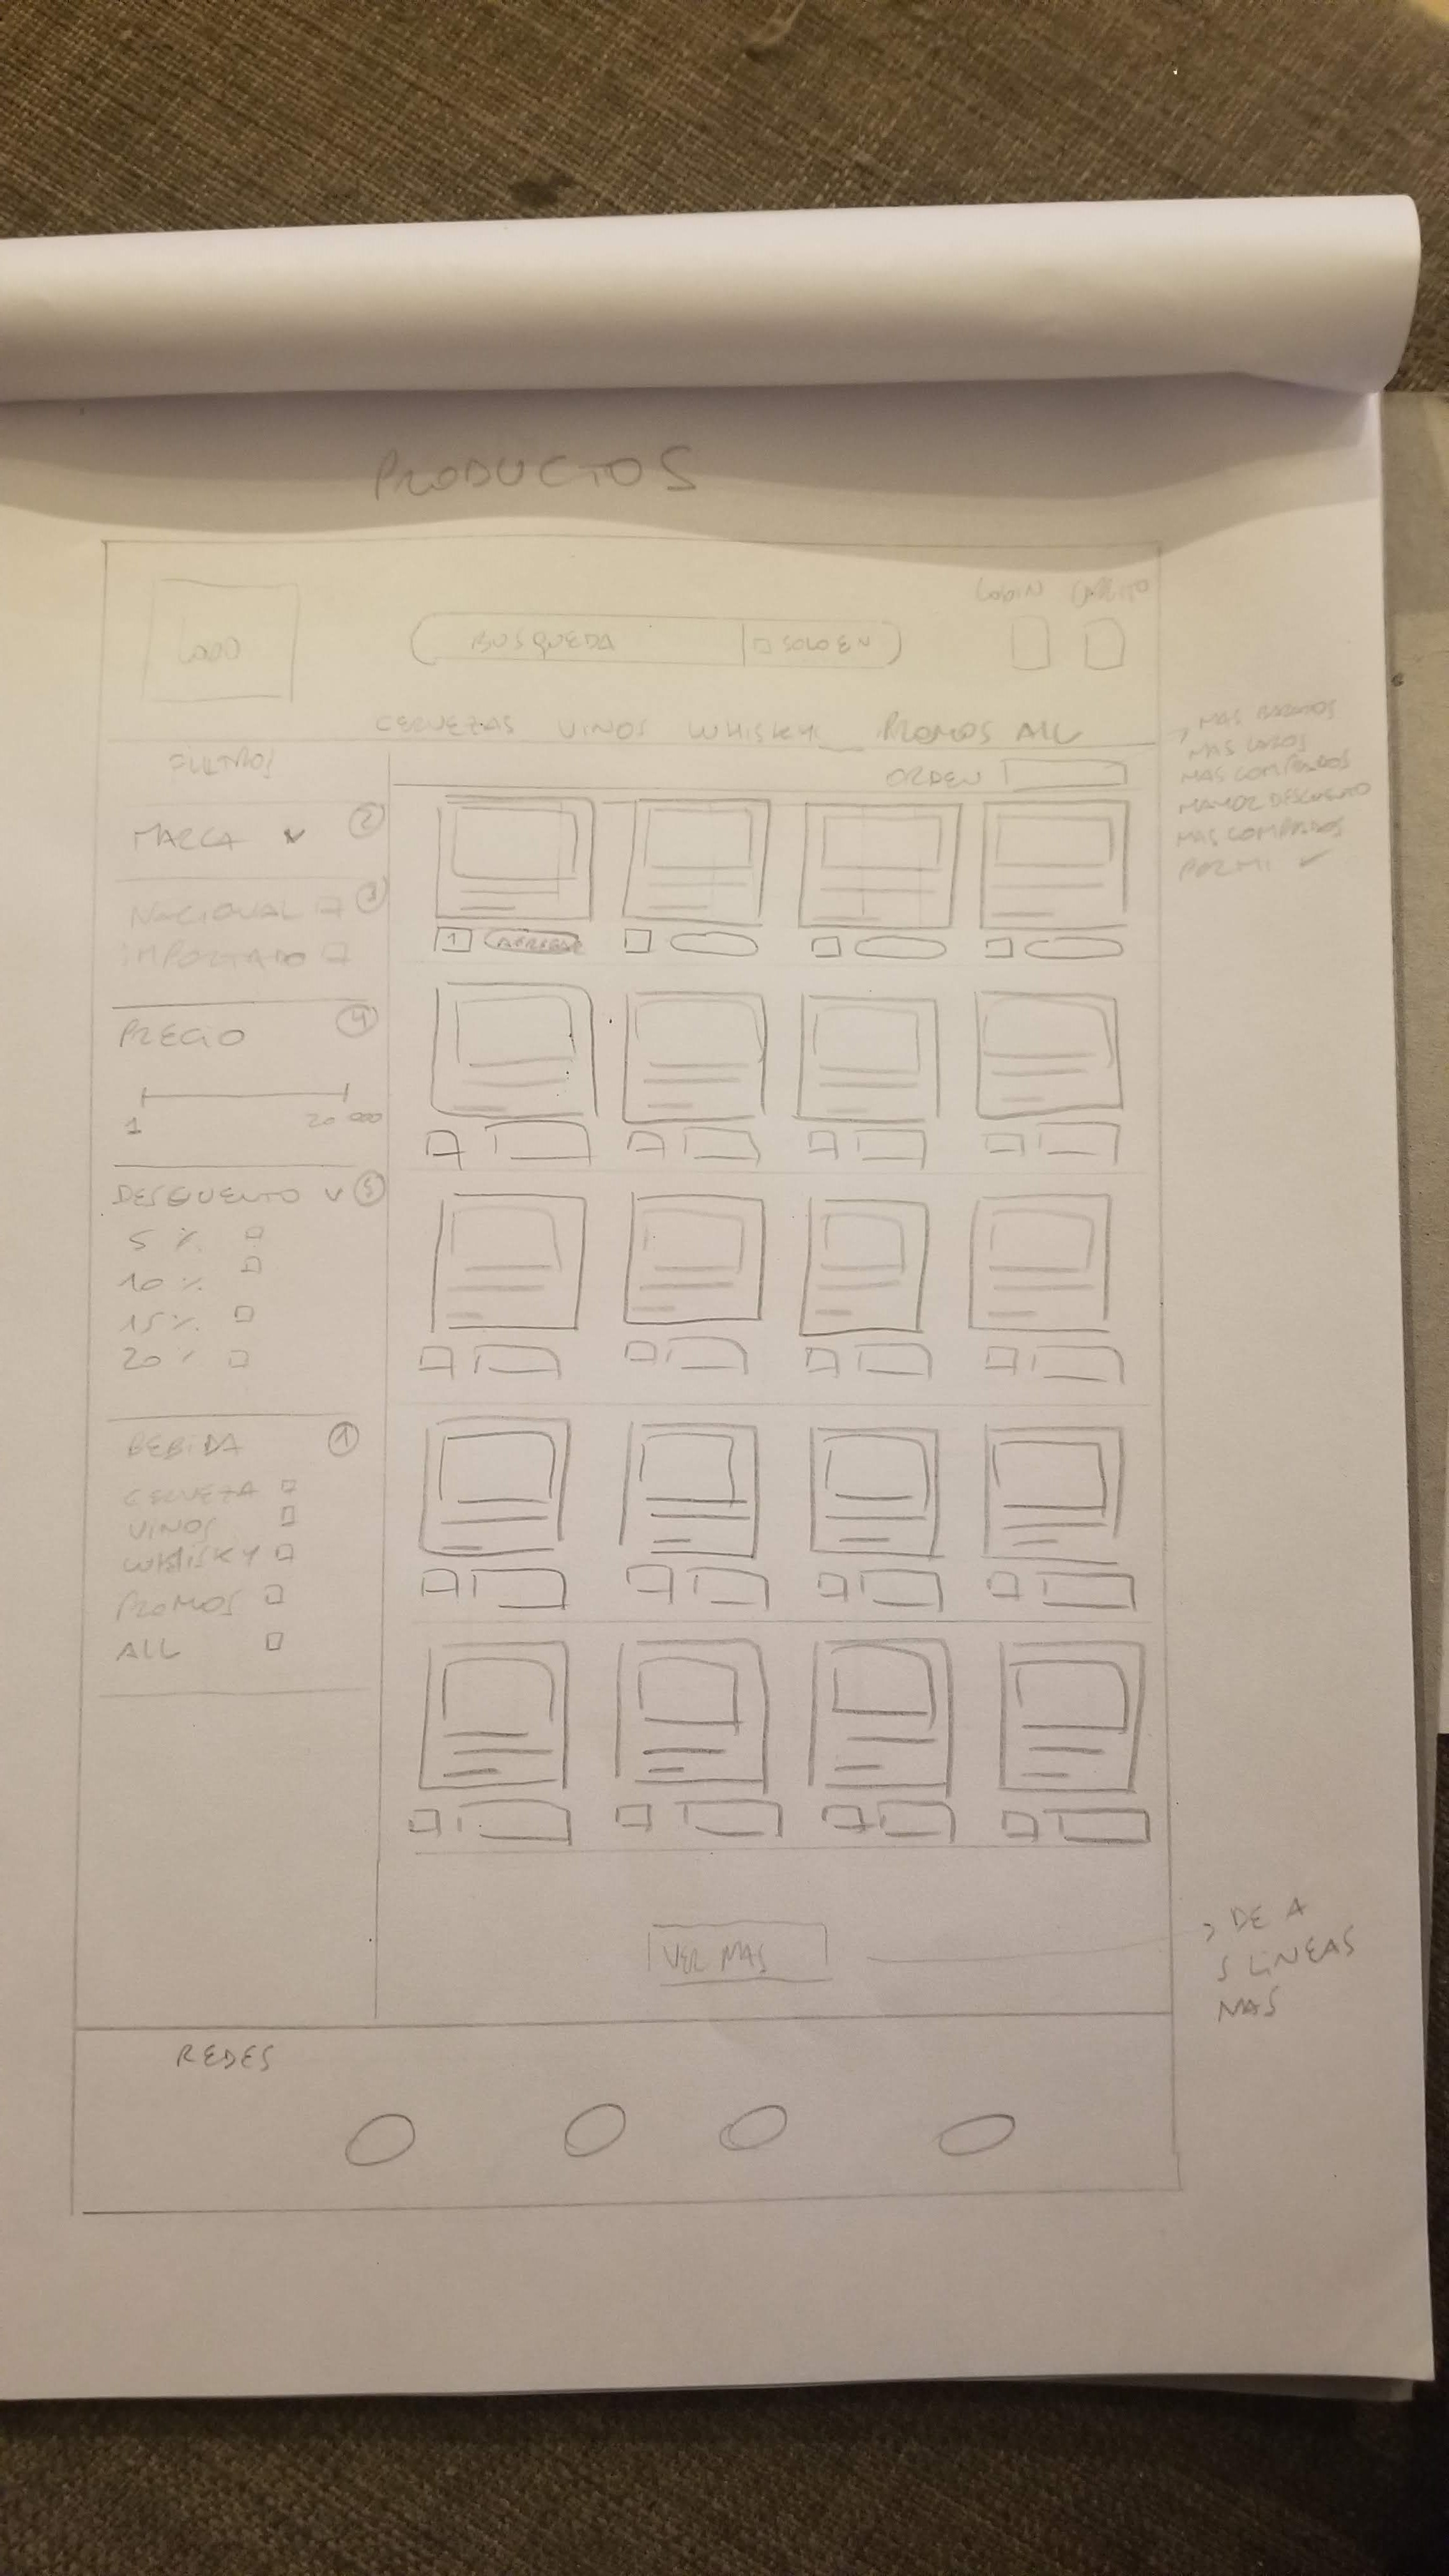 PRODUCTOS
LOGIN CARRITO
LOGO
BUSQUEDA
SOLO EN
CERVEZAS VINOS WHISKY PROMOS ALL
MAS BARATOS
MAS CAROS
MAS COMPRADOS
MAYOR DESCUENTO
MAS COMPRADOS
POR MI ✓
FILTROS
ORDEN
MARCA ∨ 2
NACIONAL 3
IMPORTADO
1 AGREGAR
PRECIO 4
1 20 000
DESCUENTO ∨ 5
5 %
10 %
15 %
20 %
BEBIDA 1
CERVEZA
VINOS
WHISKY
PROMOS
ALL
VER MAS
> DE A
5 LINEAS
MAS
REDES